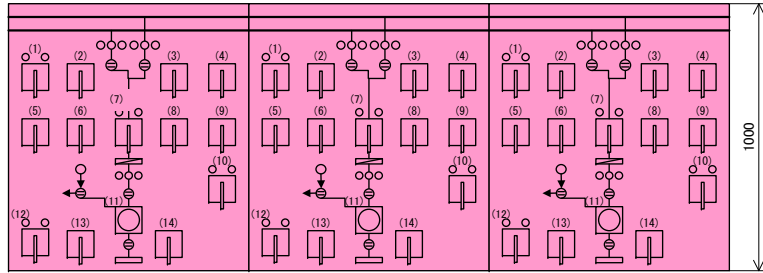 (1) (2) (3) (4) (1) (2) (3) (4) (1) (2) (3) (4)
(7) (7) (7)
(5) (6) (8) (9) (5) (6) (8) (9) (5) (6) (8) (9)
(10) (10) (10)
(11) (11) (11)
(12) (13) (14) (12) (13) (14) (12) (13) (14)
1000